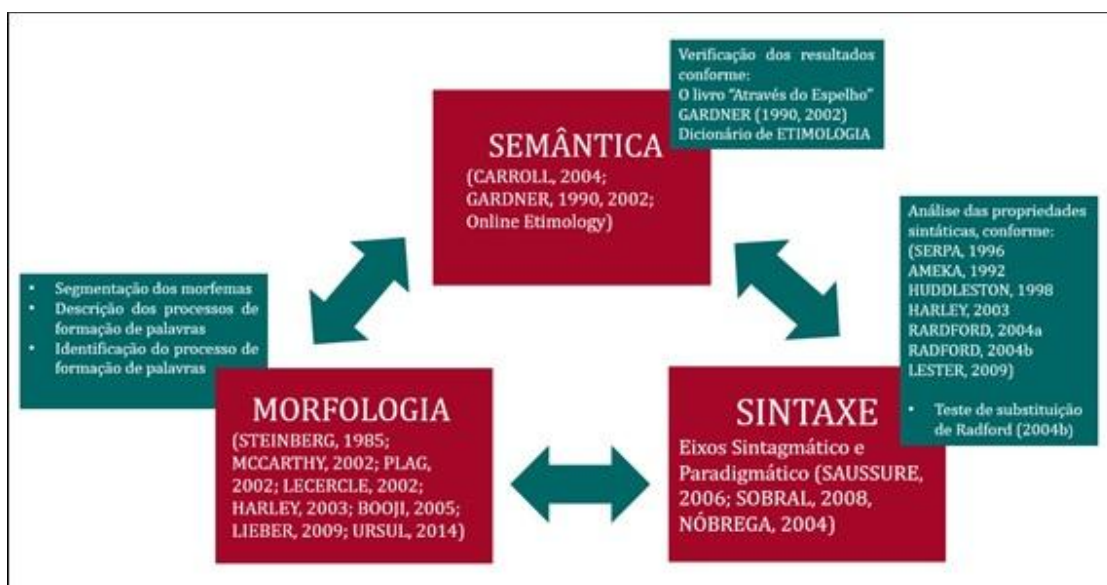 Verificação dos resultados
conforme:
O livro "Através do Espelho"
GARDNER (1990, 2002)
Dicionário de ETIMOLOGIA
SEMÂNTICA
(CARROLL, 2004;
GARDNER, 1990, 2002;
Online Etimology)
Análise das propriedades
sintáticas, conforme:
(SERPA, 1996
AMEKA, 1992
HUDDLESTON, 1998
HARLEY, 2003
RARDFORD, 2004a
RADFORD, 2004b
LESTER, 2009)
• Teste de substituição
de Radford (2004b)
▪ Segmentação dos morfemas
▪ Descrição dos processos de
formação de palavras
▪ Identificação do processo de
formação de palavras
MORFOLOGIA
(STEINBERG, 1985;
MCCARTHY, 2002; PLAG,
2002; LECERCLE, 2002;
HARLEY, 2003; BOOJI, 2005;
LIEBER, 2009; URSUL, 2014)
SINTAXE
Eixos Sintagmático e
Paradigmático (SAUSSURE,
2006; SOBRAL, 2008,
NÓBREGA, 2004)